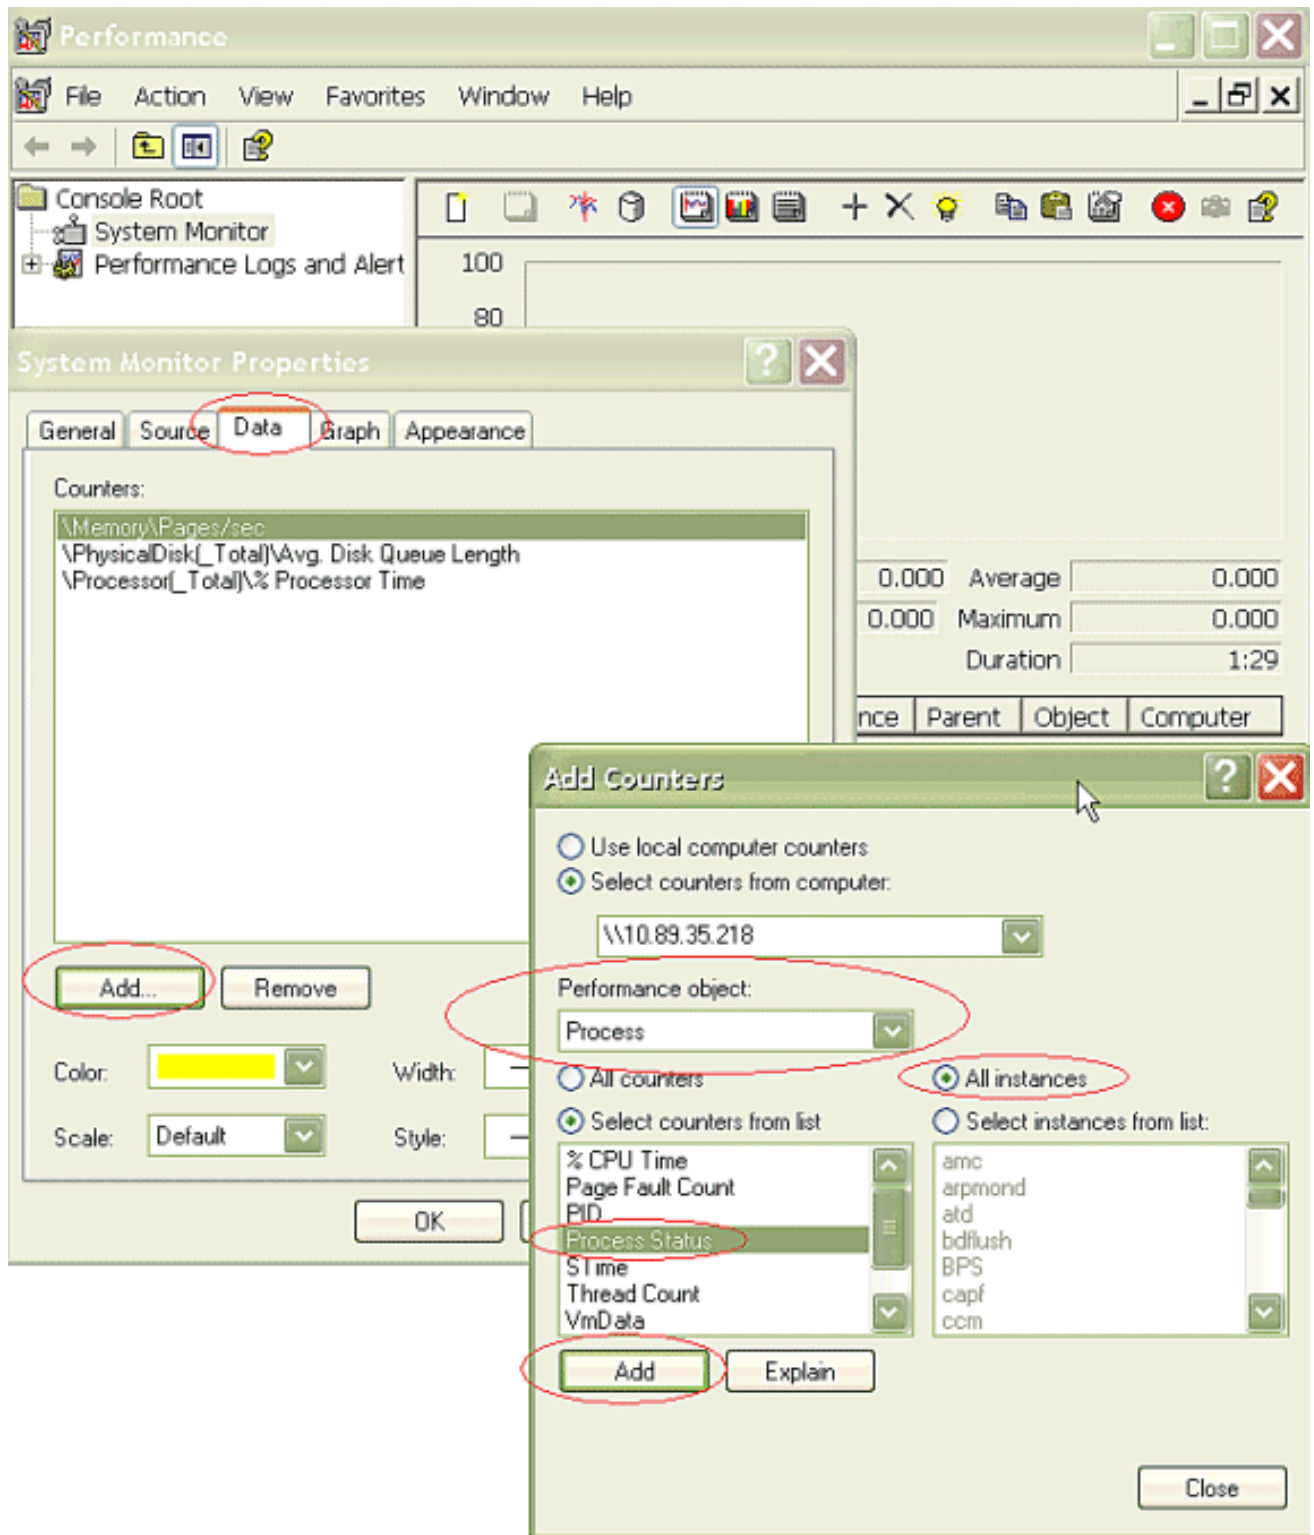 Performance
File Action View Favorites Window Help
Console Root
System Monitor
Performance Logs and Alert
100
80
System Monitor Properties
General Source Data Graph Appearance
Counters:
\Memory\Pages/sec
\PhysicalDisk(_Total)\Avg. Disk Queue Length
\Processor(_Total)\% Processor Time
0.000 Average 0.000
0.000 Maximum 0.000
Duration 1:29
nce Parent Object Computer
Add... Remove
Color: Width:
Scale: Default Style:
OK
Add Counters
Use local computer counters
Select counters from computer:
\\10.89.35.218
Performance object:
Process
All counters All instances
Select counters from list Select instances from list:
% CPU Time
Page Fault Count
PID
Process Status
STime
Thread Count
VmData
amc
arpmond
atd
bdflush
BPS
capf
ccm
Add Explain
Close